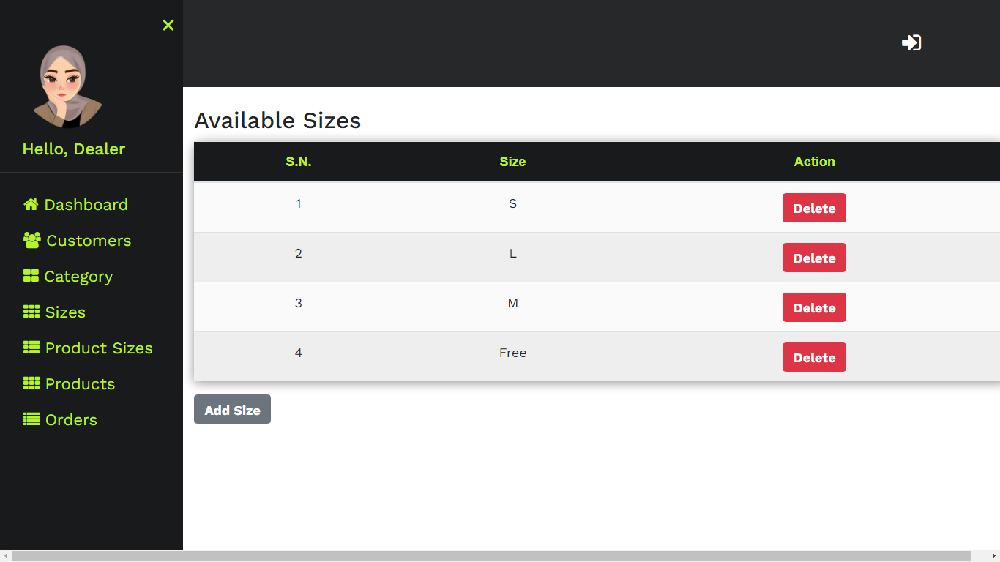 Hello, Dealer
Dashboard
Customers
Category
Sizes
Product Sizes
Products
Orders
Available Sizes
S.N. Size Action
1 S Delete
2 L Delete
3 M Delete
4 Free Delete
Add Size